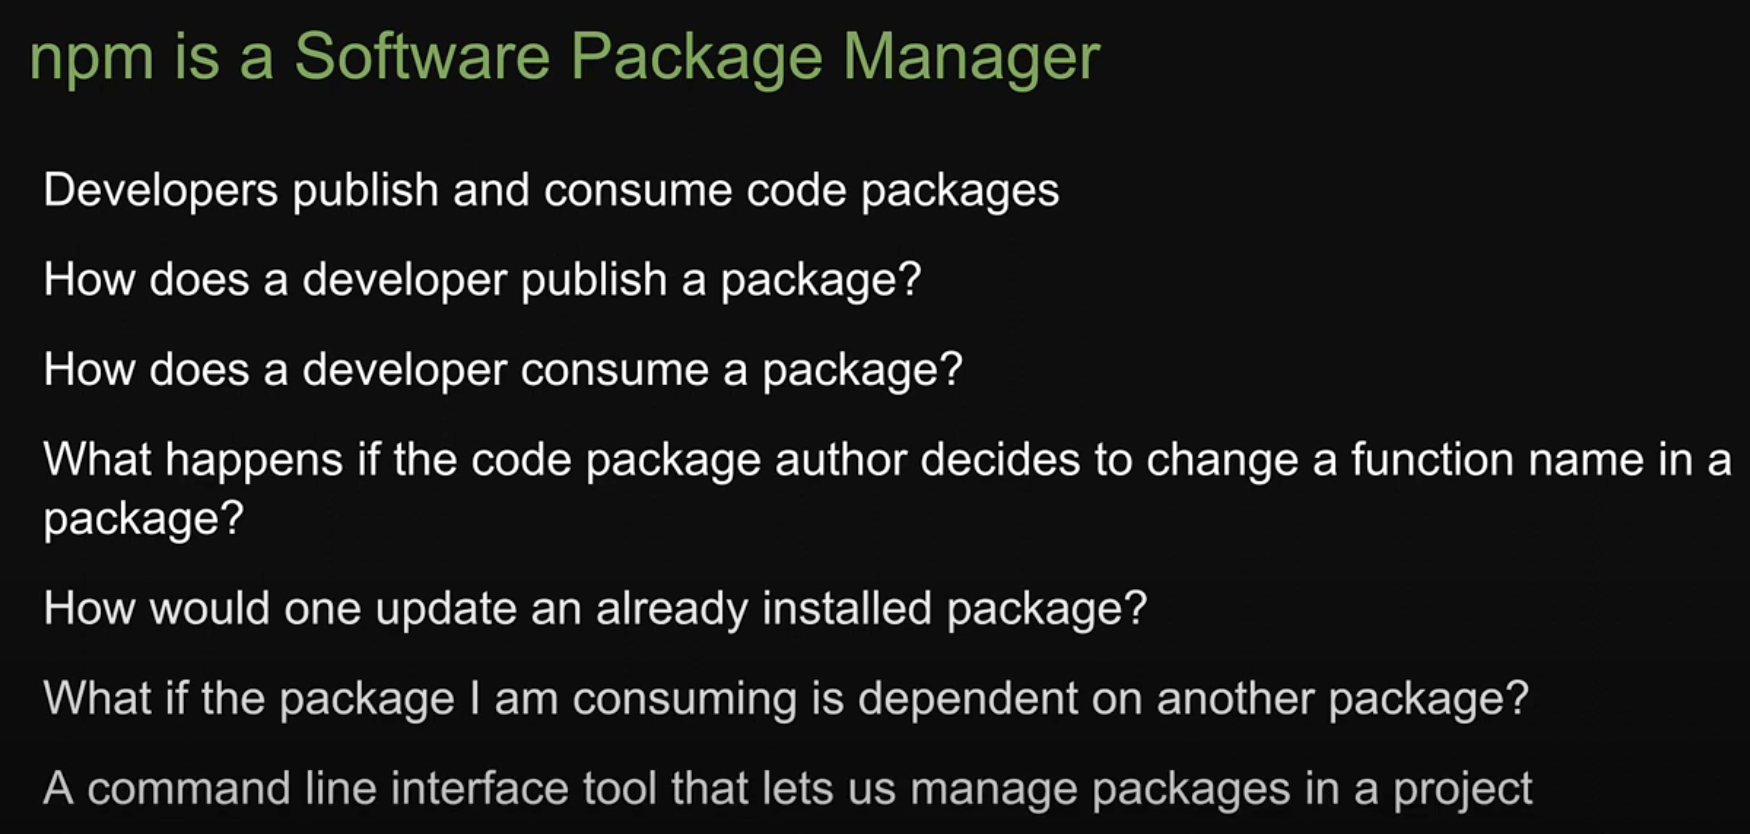 npm is a Software Package Manager
Developers publish and consume code packages
How does a developer publish a package?
How does a developer consume a package?
What happens if the code package author decides to change a function name in a
package?
How would one update an already installed package?
What if the package I am consuming is dependent on another package?
A command line interface tool that lets us manage packages in a project